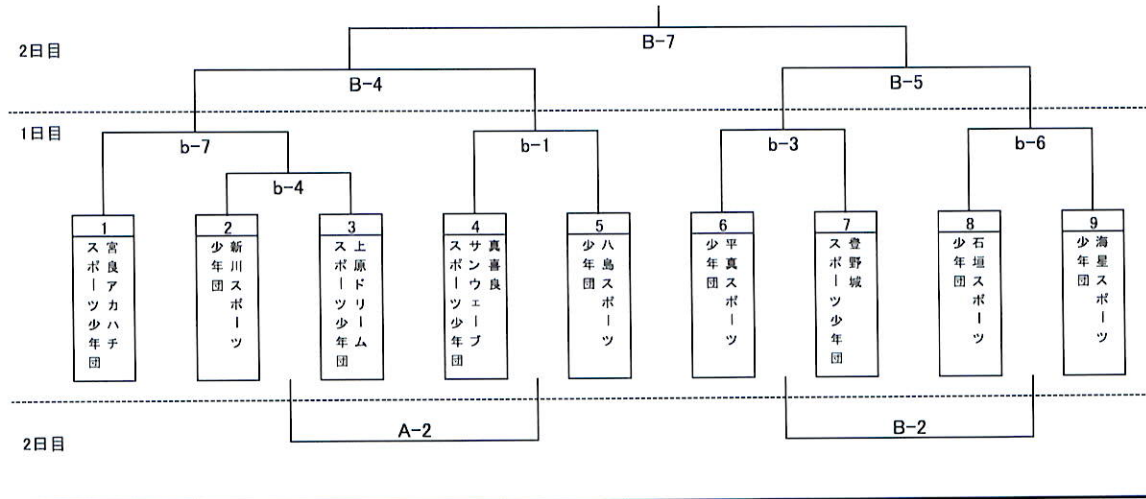 2日目
B-7
B-4
B-5
1日目
b-7
b-1
b-3
b-6
b-4
1
宮良アカハチ
スポーツ少年団
2
新川スポーツ
少年団
3
上原ドリーム
スポーツ少年団
4
真喜良
サンウェーブ
スポーツ少年団
5
八島スポーツ
少年団
6
平真スポーツ
少年団
7
登野城
スポーツ少年団
8
石垣スポーツ
少年団
9
海星スポーツ
少年団
2日目
A-2
B-2